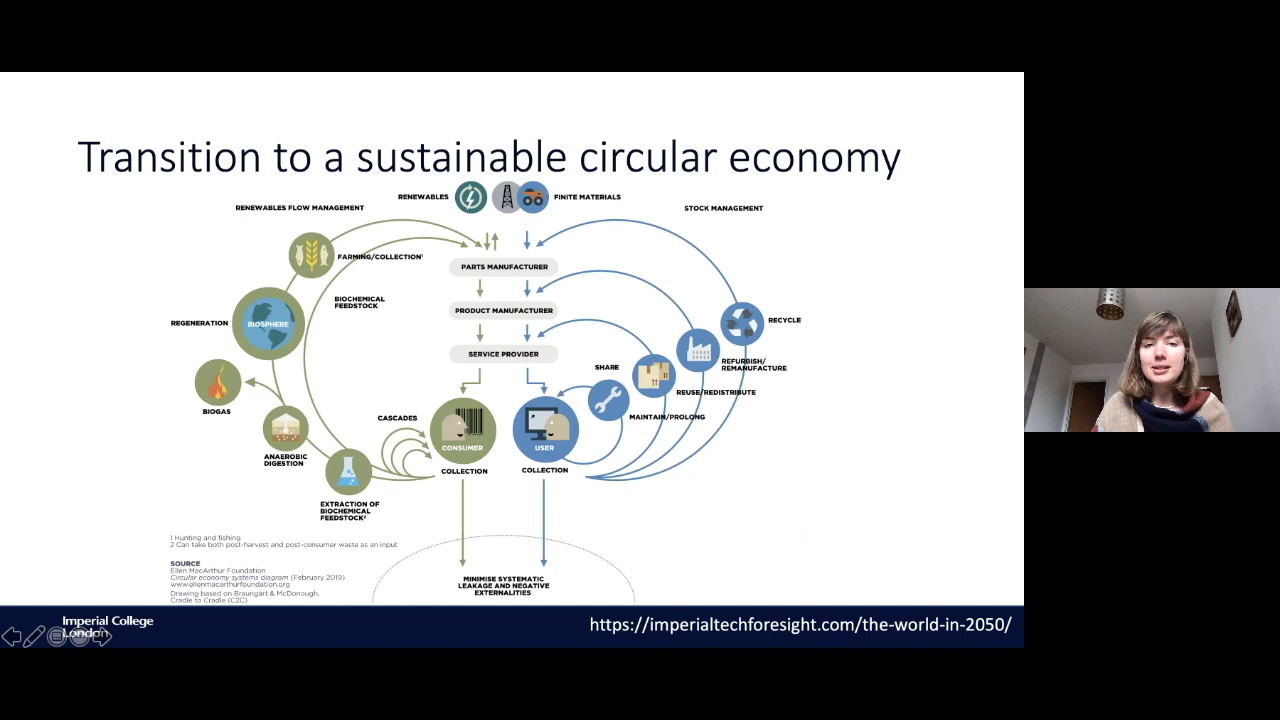 Transition to a sustainable circular economy
RENEWABLES
FINITE MATERIALS
RENEWABLES FLOW MANAGEMENT
STOCK MANAGEMENT
FARMING/COLLECTION¹
PARTS MANUFACTURER
BIOCHEMICAL
FEEDSTOCK
REGENERATION
BIOSPHERE
PRODUCT MANUFACTURER
RECYCLE
SERVICE PROVIDER
SHARE
REFURBISH/
REMANUFACTURE
REUSE/REDISTRIBUTE
BIOGAS
CASCADES
MAINTAIN/PROLONG
CONSUMER
USER
ANAEROBIC
DIGESTION
COLLECTION
COLLECTION
EXTRACTION OF
BIOCHEMICAL
FEEDSTOCK²
1 Hunting and fishing
2 Can take both post-harvest and post-consumer waste as an input
SOURCE
Ellen MacArthur Foundation
Circular economy systems diagram (February 2019)
www.ellenmacarthurfoundation.org
Drawing based on Braungart & McDonough,
Cradle to Cradle (C2C)
MINIMISE SYSTEMATIC
LEAKAGE AND NEGATIVE
EXTERNALITIES
Imperial College
London
https://imperialtechforesight.com/the-world-in-2050/